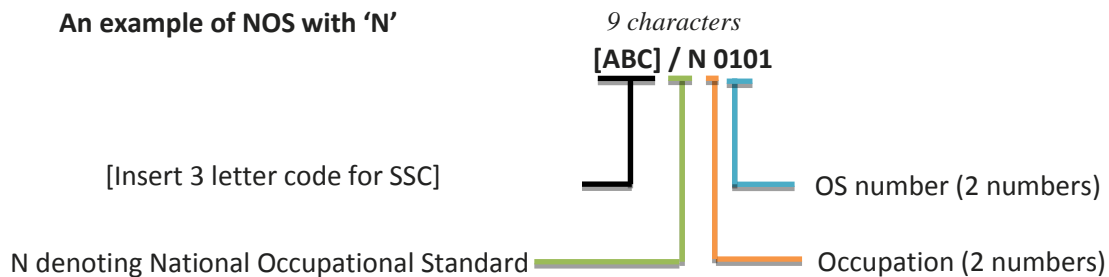 An example of NOS with ‘N’
9 characters
[ABC] / N 0101
[Insert 3 letter code for SSC]
OS number (2 numbers)
N denoting National Occupational Standard
Occupation (2 numbers)